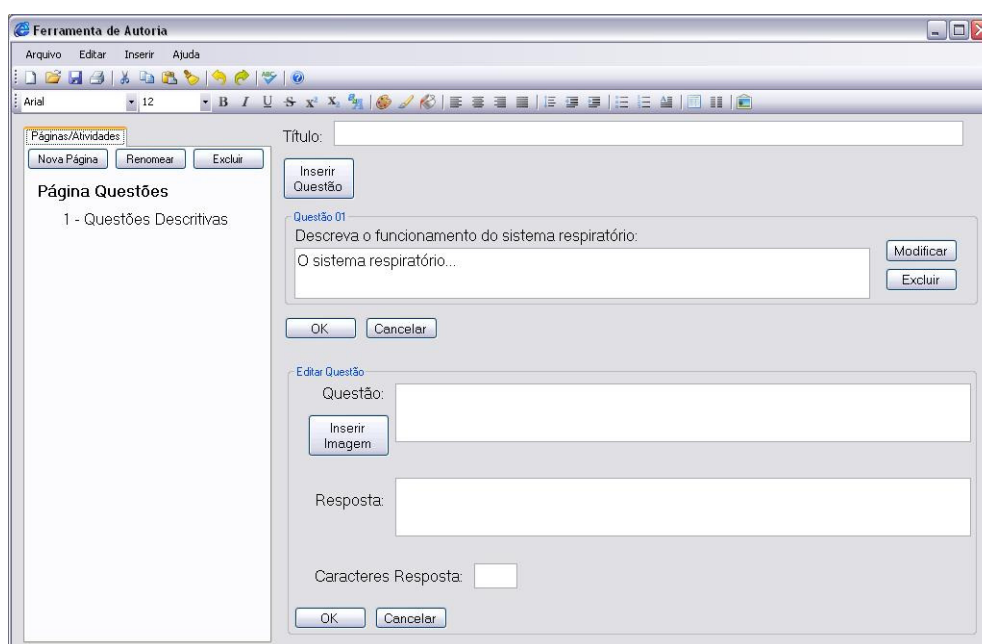 Ferramenta de Autoria
Arquivo Editar Inserir Ajuda
Arial 12 B I U S x² X₂
Páginas/Atividades
Nova Página Renomear Excluir
Página Questões
1 - Questões Descritivas
Título:
Inserir
Questão
Questão 01
Descreva o funcionamento do sistema respiratório:
O sistema respiratório...
Modificar
Excluir
OK Cancelar
Editar Questão
Questão:
Inserir
Imagem
Resposta:
Caracteres Resposta:
OK Cancelar